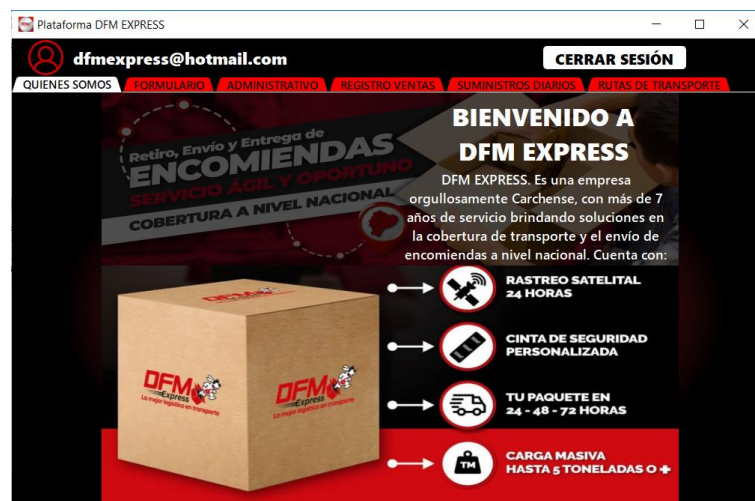 Plataforma DFM EXPRESS
dfmexpress@hotmail.com
CERRAR SESIÓN
QUIENES SOMOS
FORMULARIO
ADMINISTRATIVO
REGISTRO VENTAS
SUMINISTROS DIARIOS
RUTAS DE TRANSPORTE
Retiro, Envío y Entrega de
ENCOMIENDAS
SERVICIO ÁGIL Y OPORTUNO
COBERTURA A NIVEL NACIONAL
BIENVENIDO A
DFM EXPRESS
DFM EXPRESS. Es una empresa
orgullosamente Carchense, con más de 7
años de servicio brindando soluciones en
la cobertura de transporte y el envío de
encomiendas a nivel nacional. Cuenta con:
RASTREO SATELITAL
24 HORAS
CINTA DE SEGURIDAD
PERSONALIZADA
TU PAQUETE EN
24 - 48 - 72 HORAS
TM
CARGA MASIVA
HASTA 5 TONELADAS O +
DFM
Express
La mejor logística en transporte
DFM
Express
La mejor logística en transporte